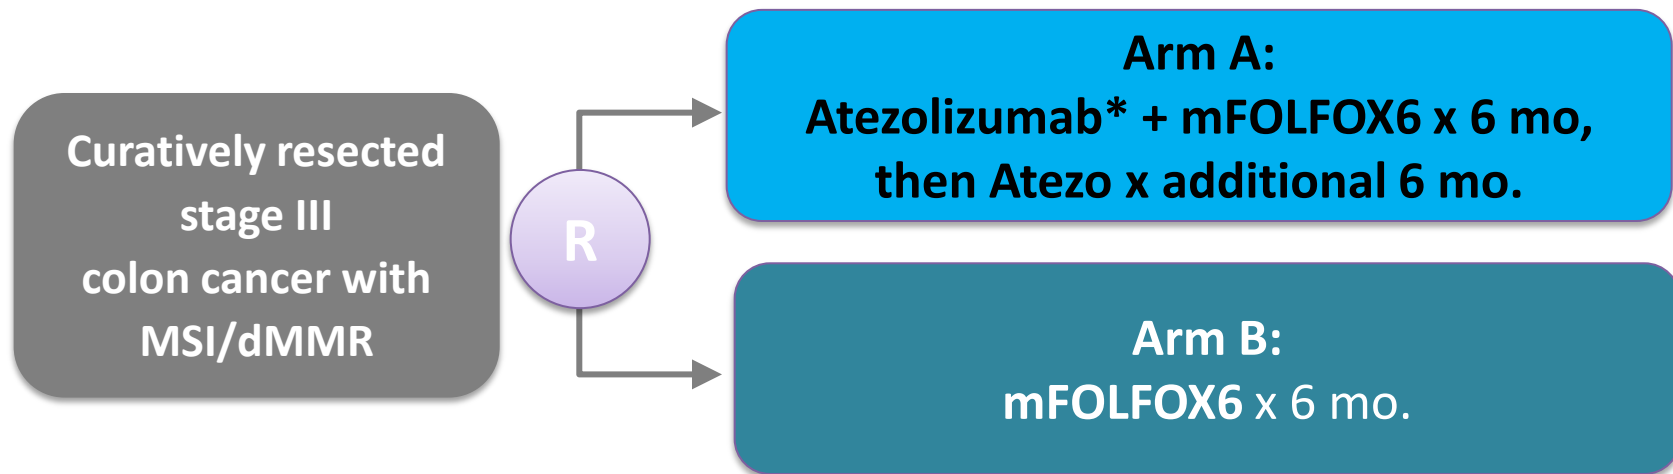 Curatively resected
stage III
colon cancer with
MSI/dMMR
R
Arm A:
Atezolizumab* + mFOLFOX6 x 6 mo,
then Atezo x additional 6 mo.
Arm B:
mFOLFOX6 x 6 mo.